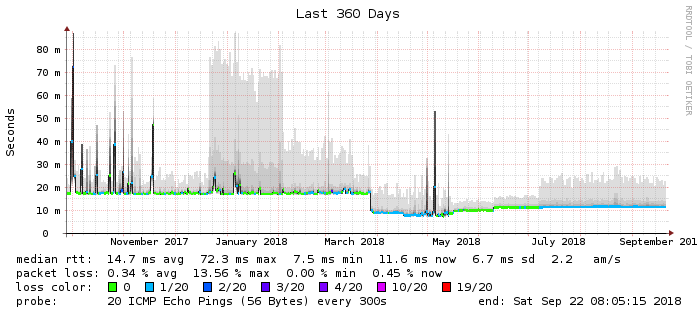 Last 360 Days
RRDTOOL / TOBI OETIKER
Seconds
80 m
70 m
60 m
50 m
40 m
30 m
20 m
10 m
0
November 2017 January 2018 March 2018 May 2018 July 2018 September 201
median rtt: 14.7 ms avg 72.3 ms max 7.5 ms min 11.6 ms now 6.7 ms sd 2.2 am/s
packet loss: 0.34 % avg 13.56 % max 0.00 % min 0.45 % now
loss color: 0 1/20 2/20 3/20 4/20 10/20 19/20
probe: 20 ICMP Echo Pings (56 Bytes) every 300s end: Sat Sep 22 08:05:15 2018